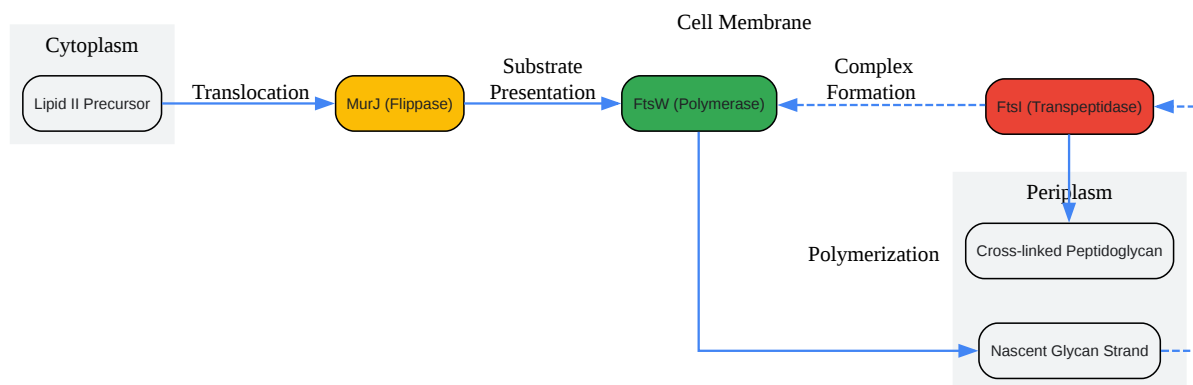 Cell Membrane
Cytoplasm
Lipid II Precursor
Translocation
MurJ (Flippase)
Substrate
Presentation
FtsW (Polymerase)
Complex
Formation
FtsI (Transpeptidase)
Periplasm
Cross-linked Peptidoglycan
Polymerization
Nascent Glycan Strand